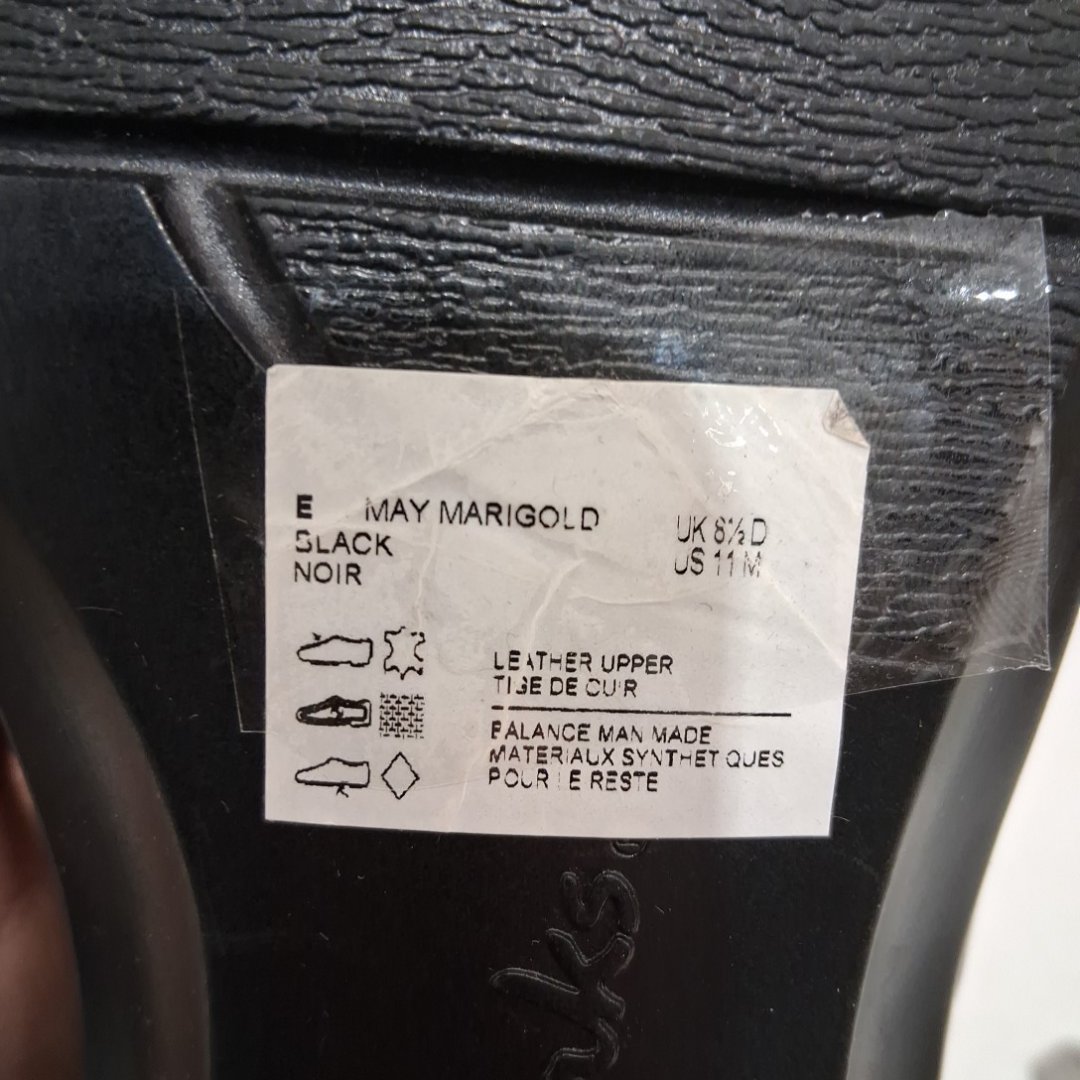 E MAY MARIGOLD
BLACK
NOIR
UK 8½ D
US 11 M
LEATHER UPPER
TIGE DE CUIR
BALANCE MAN MADE
MATERIAUX SYNTHETIQUES
POUR LE RESTE